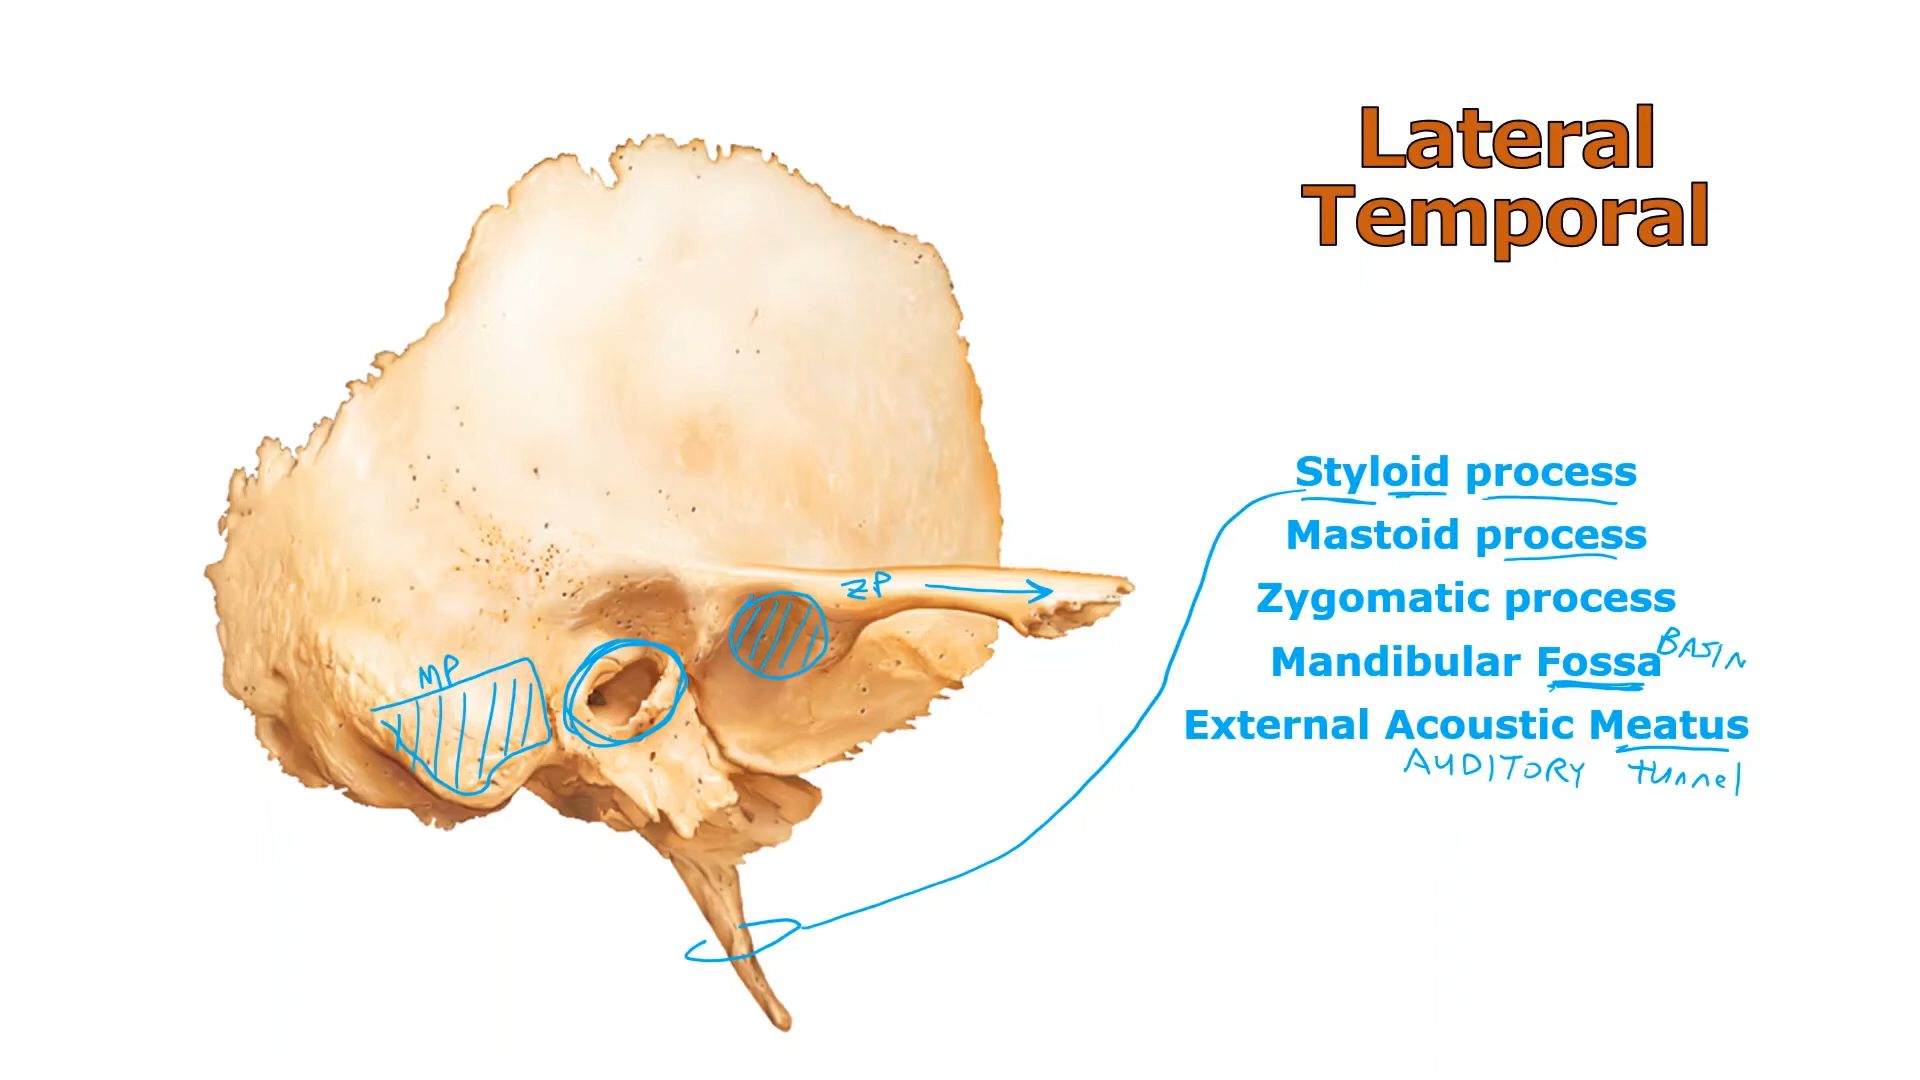 Lateral
Temporal
Styloid process
Mastoid process
Zygomatic process
Mandibular Fossa
BASIN
External Acoustic Meatus
AUDITORY tunnel
ZP
MP